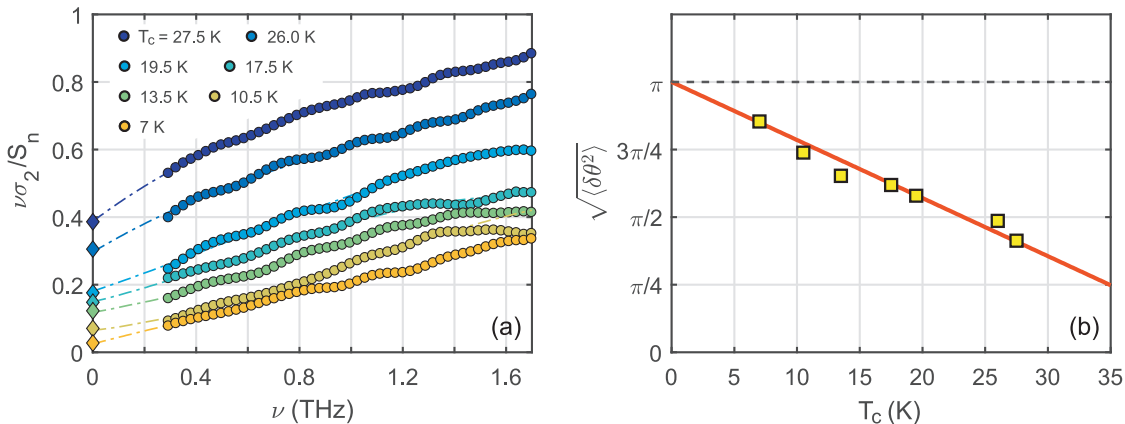 1
0.8
0.6
0.4
0.2
0
νσ₂/Sₙ
T_c = 27.5 K 26.0 K
19.5 K 17.5 K
13.5 K 10.5 K
7 K
(a)
0 0.4 0.8 1.2 1.6
ν (THz)
π
3π/4
π/2
π/4
0
√⟨δθ²⟩
(b)
0 5 10 15 20 25 30 35
T_c (K)